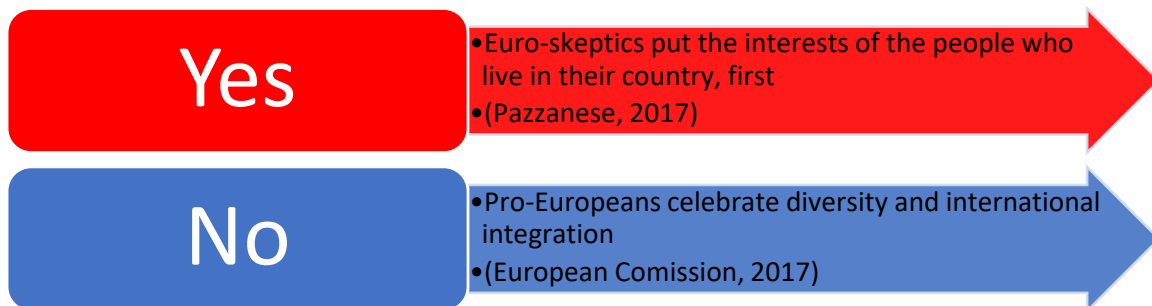 Yes
•Euro-skeptics put the interests of the people who
live in their country, first
•(Pazzanese, 2017)
No
•Pro-Europeans celebrate diversity and international
integration
•(European Comission, 2017)